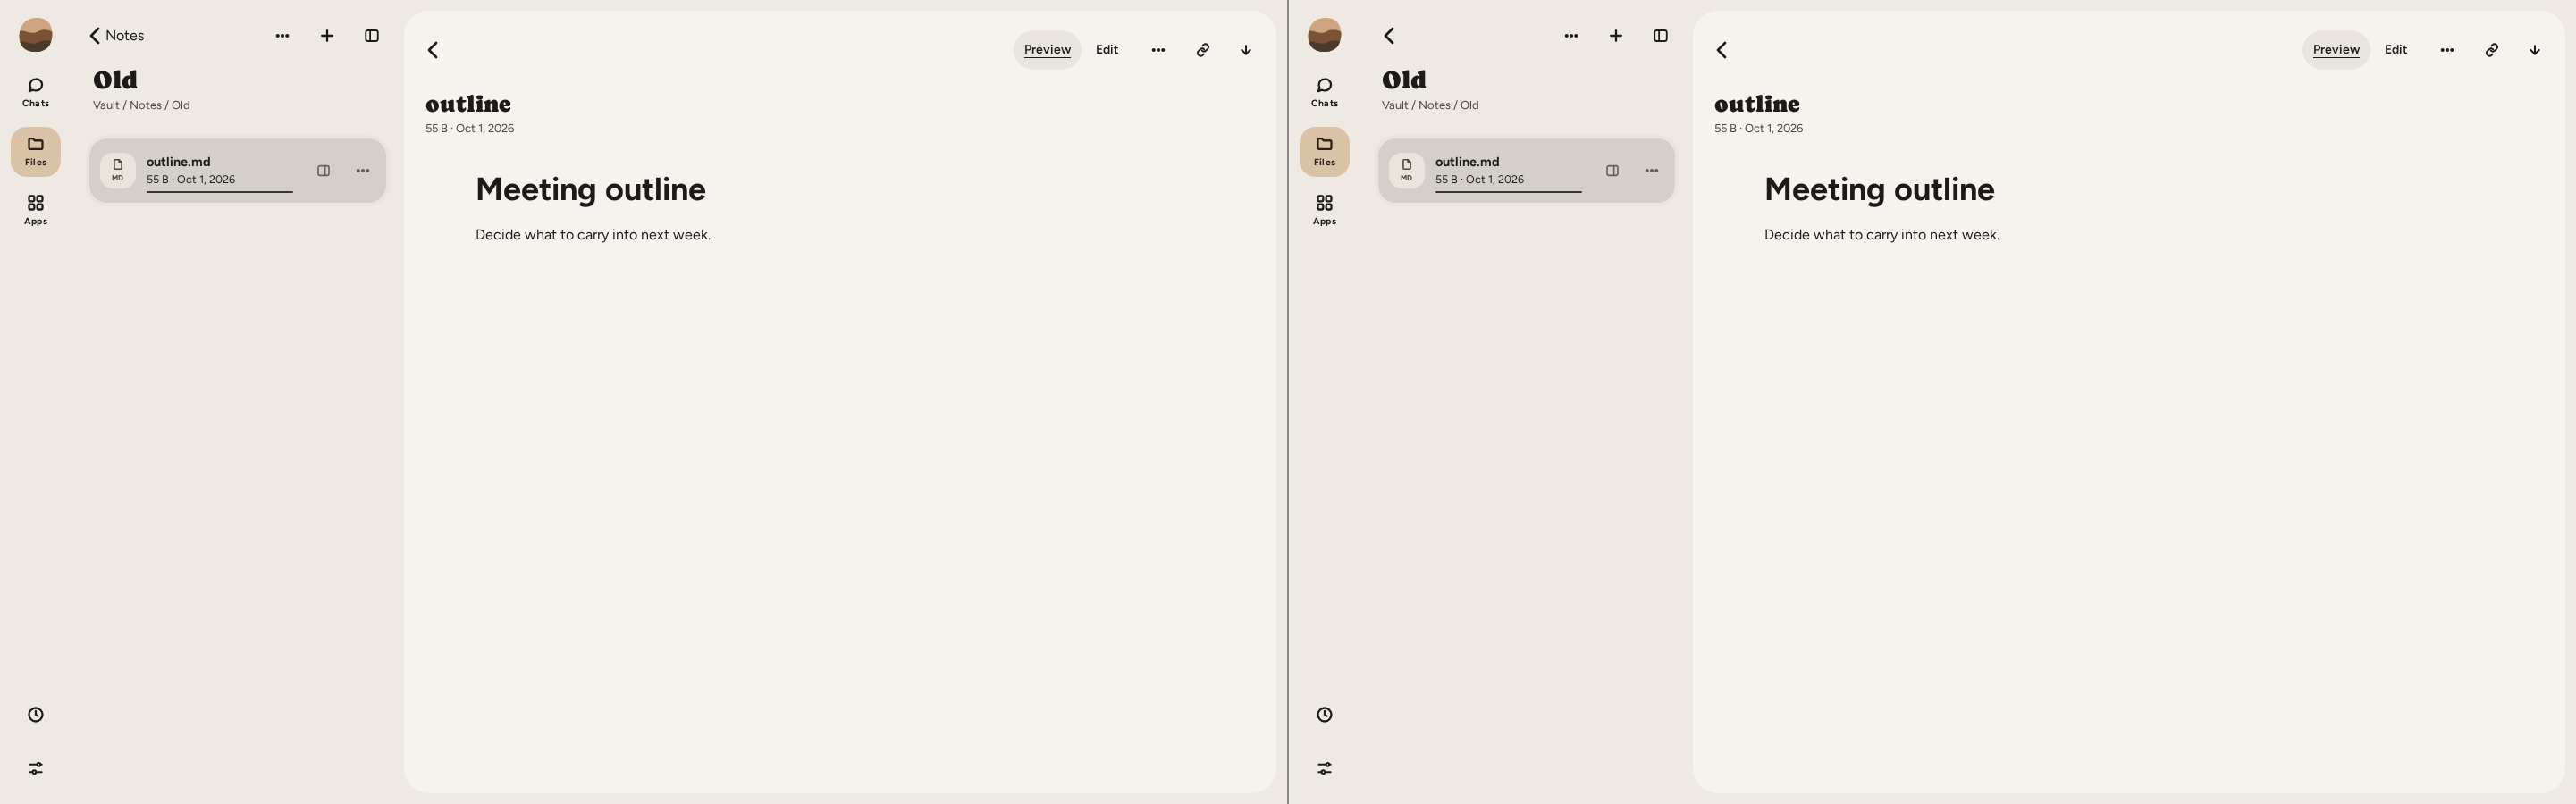 Notes
Chats
Files
Apps
Old
Vault / Notes / Old
MD
outline.md
55 B · Oct 1, 2026
Preview
Edit
outline
55 B · Oct 1, 2026
Meeting outline
Decide what to carry into next week.
Chats
Files
Apps
Old
Vault / Notes / Old
MD
outline.md
55 B · Oct 1, 2026
Preview
Edit
outline
55 B · Oct 1, 2026
Meeting outline
Decide what to carry into next week.